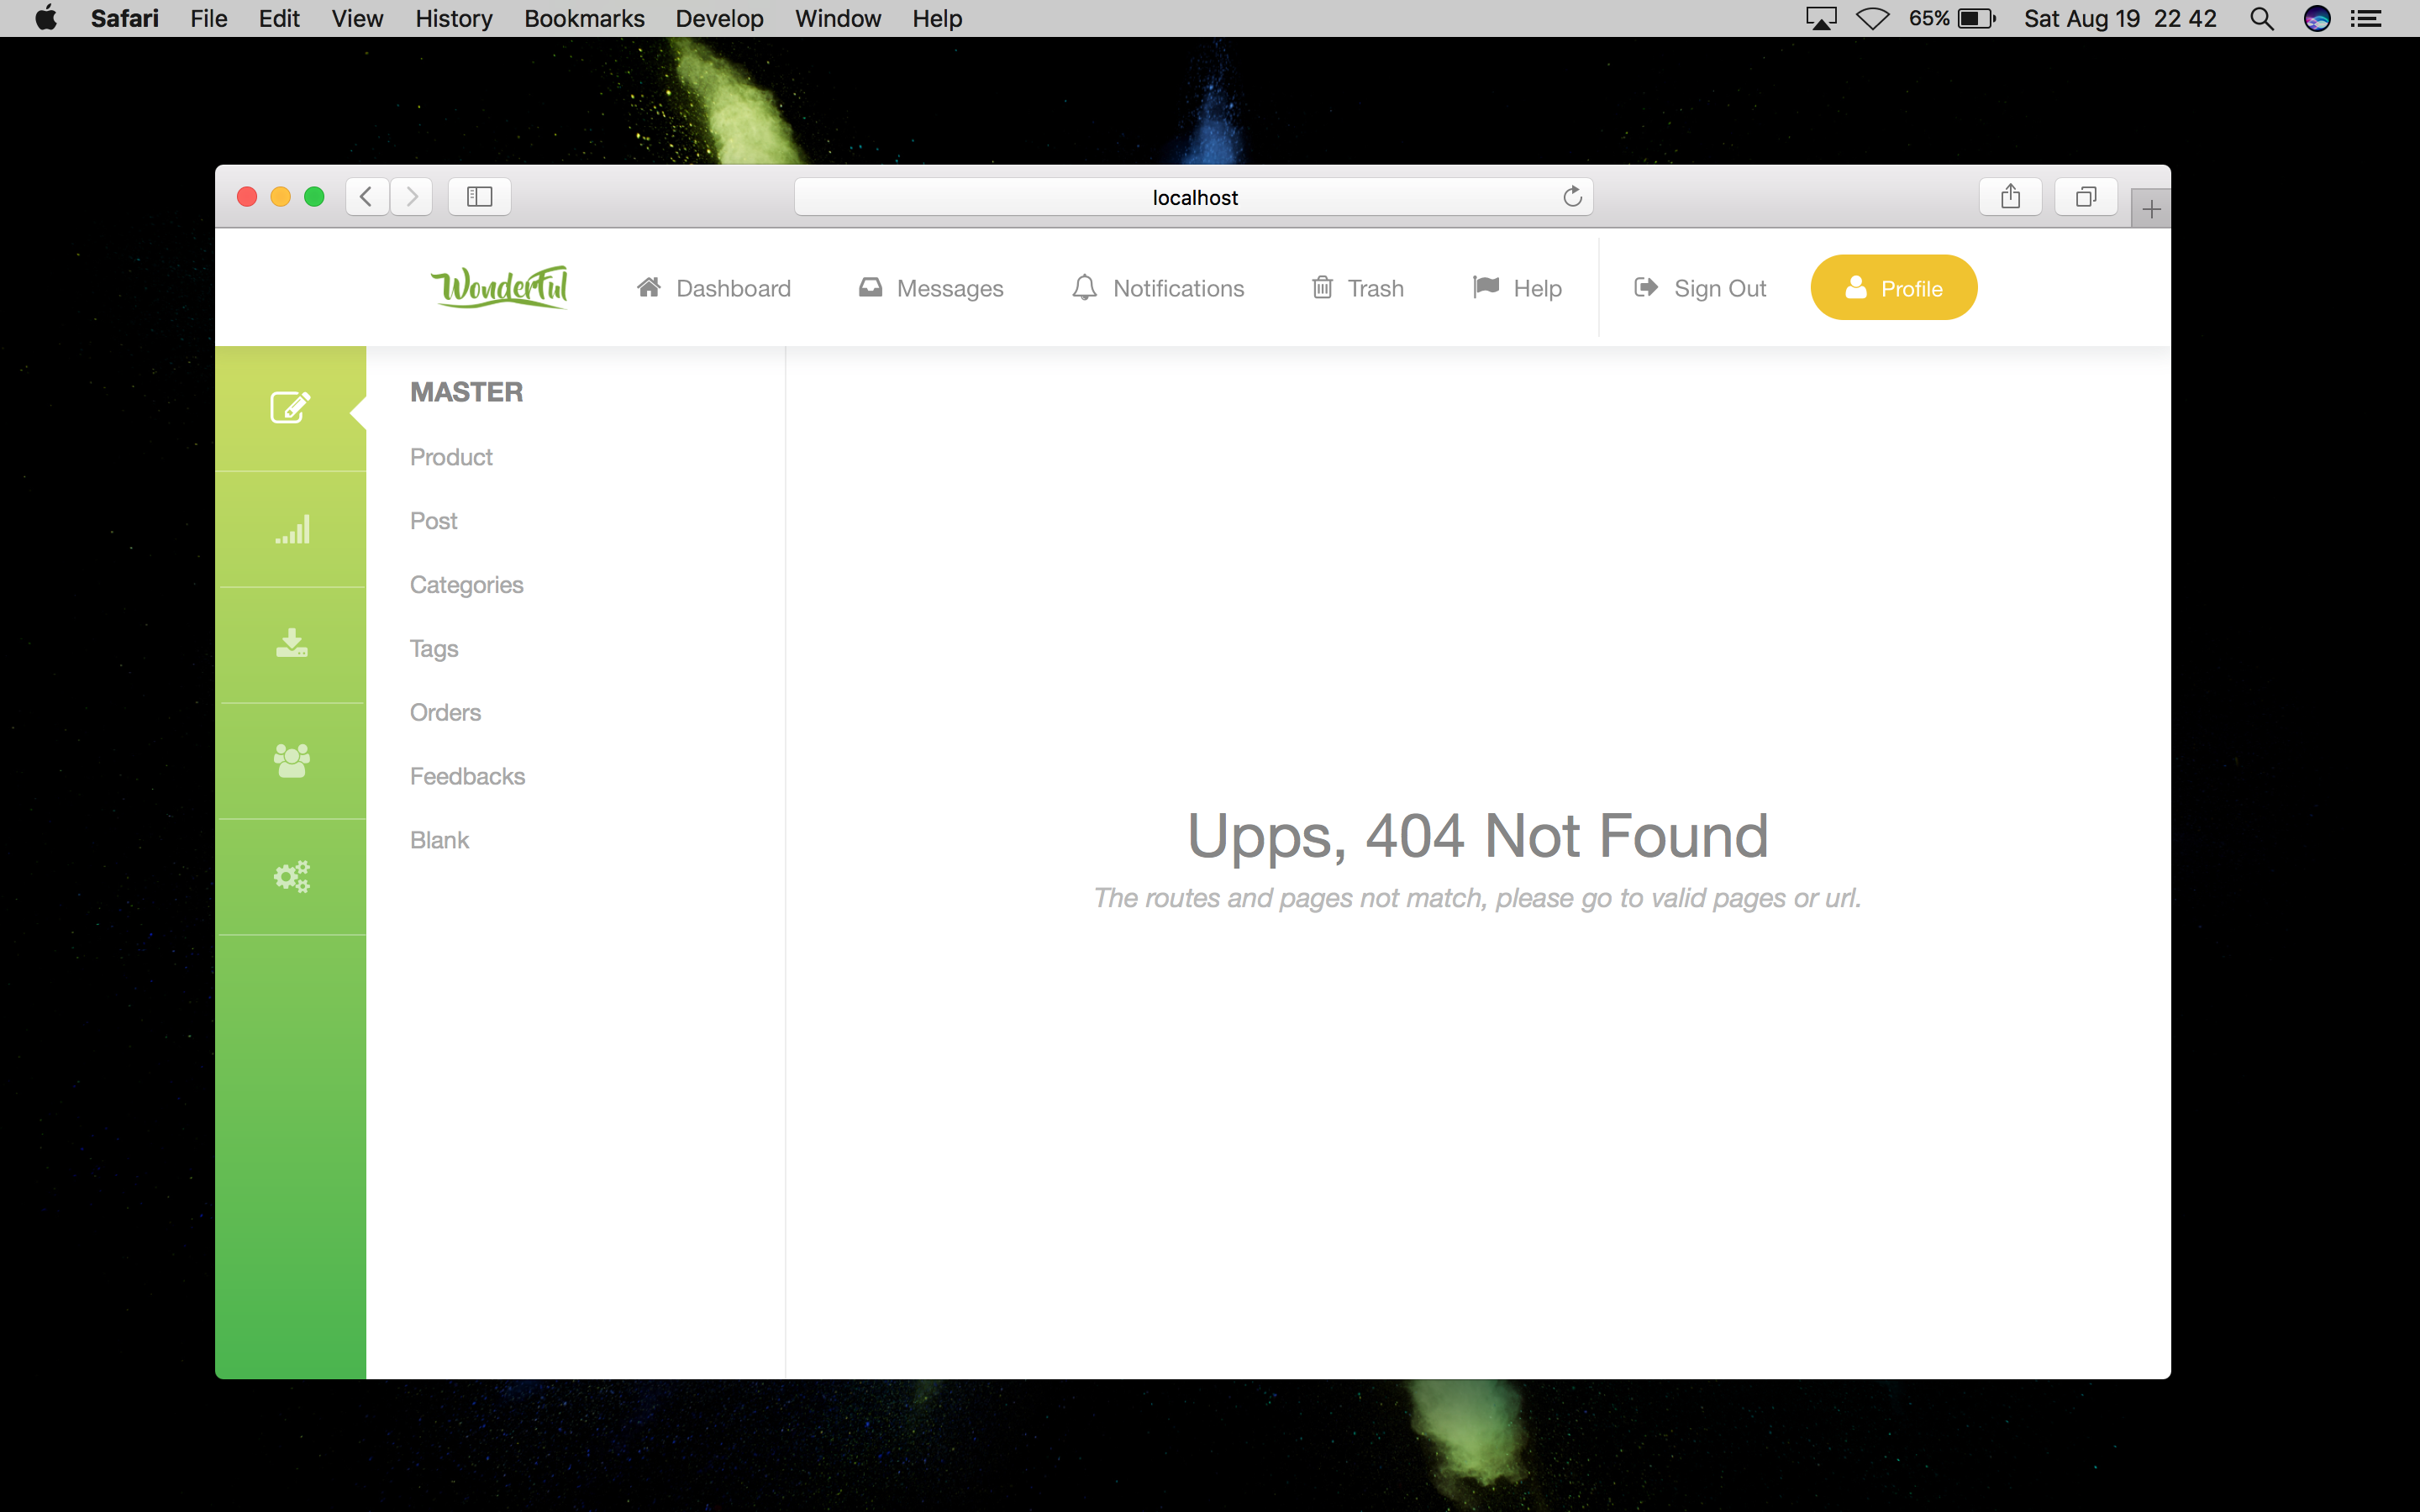 Safari File Edit View History Bookmarks Develop Window Help 65% Sat Aug 19 22 42
localhost
Wonderful Dashboard Messages Notifications Trash Help Sign Out Profile
MASTER
Product
Post
Categories
Tags
Orders
Feedbacks
Blank
Upps, 404 Not Found
The routes and pages not match, please go to valid pages or url.